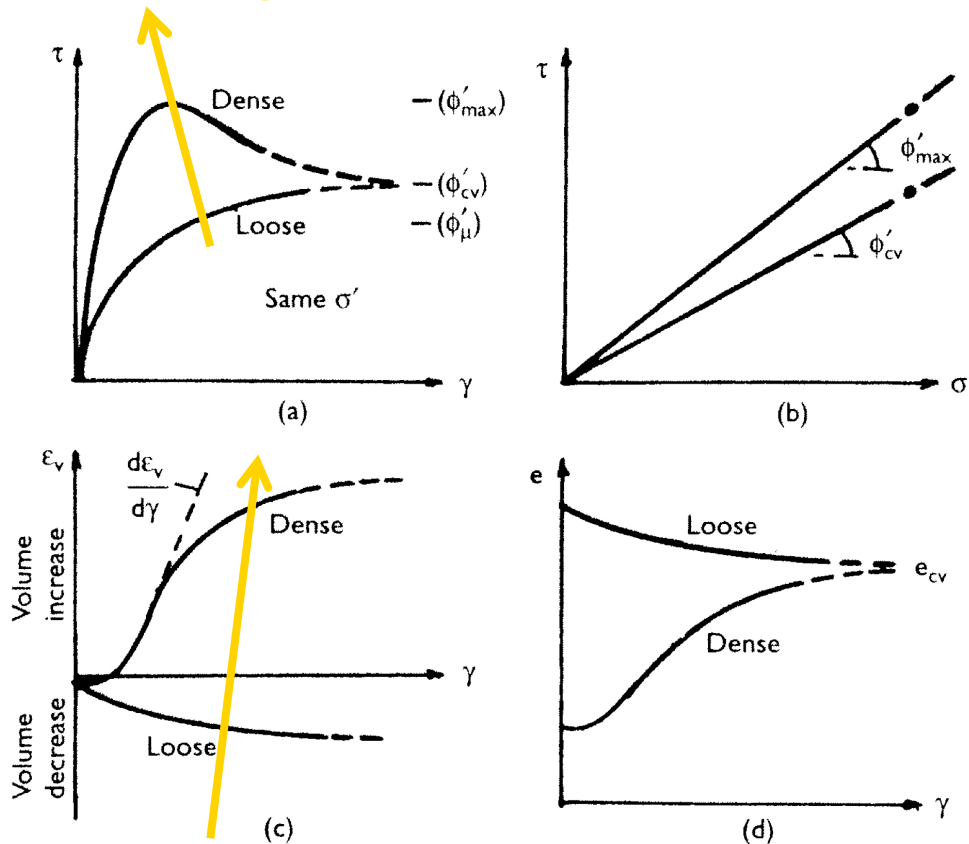 τ
Dense
Loose
Same σ′
(ϕ′max)
(ϕ′cv)
(ϕ′μ)
γ
(a)
τ
ϕ′max
ϕ′cv
σ
(b)
εv
dεv
dγ
Volume increase
Volume decrease
Dense
Loose
γ
(c)
e
Loose
Dense
ecv
γ
(d)